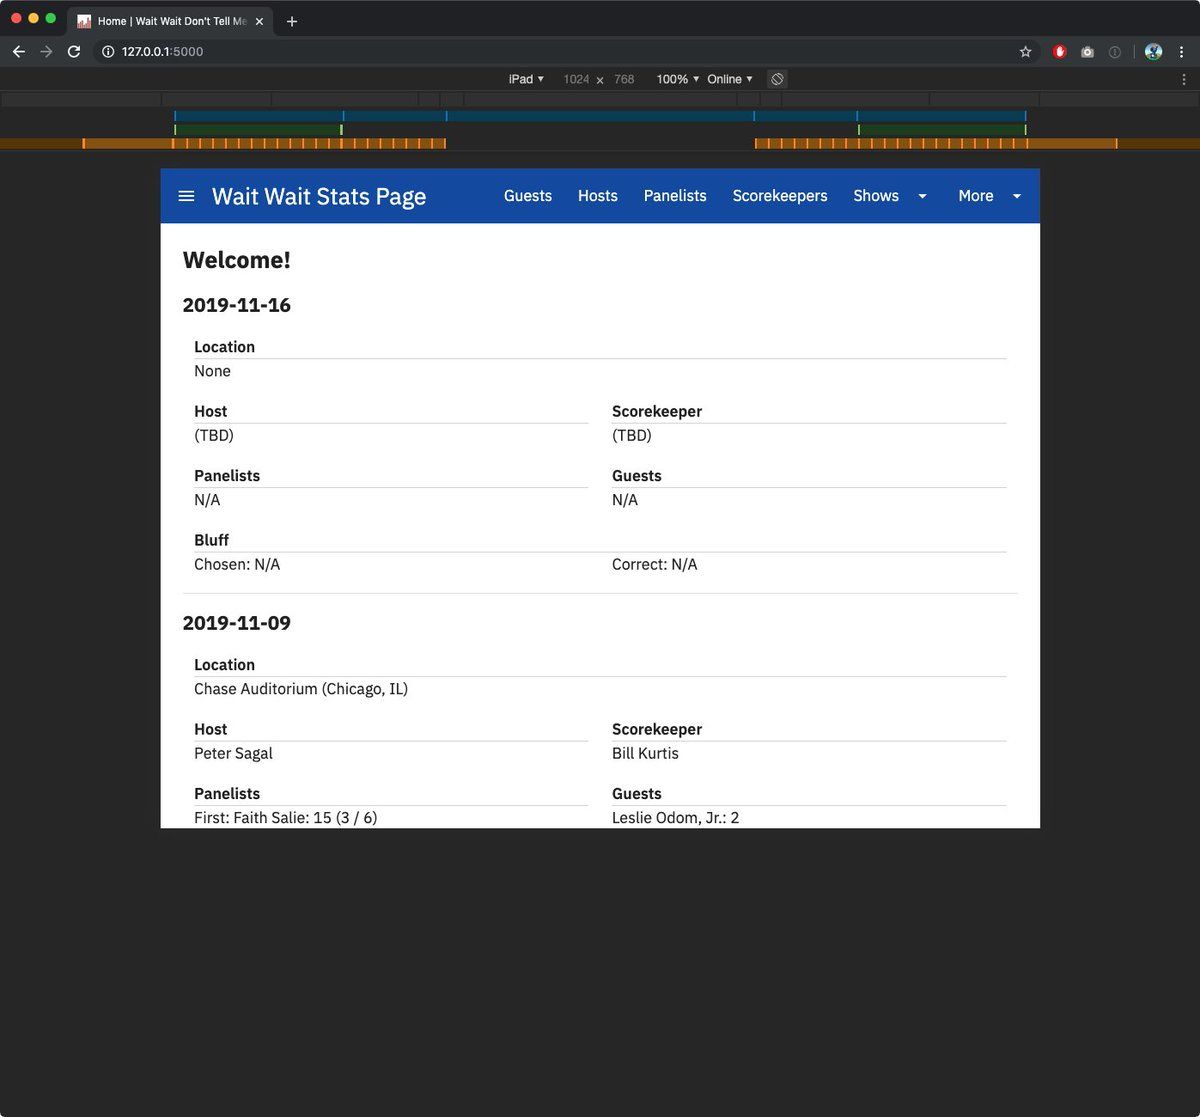 Home | Wait Wait Don't Tell Me
127.0.0.1:5000
iPad 1024 x 768 100% Online
Wait Wait Stats Page Guests Hosts Panelists Scorekeepers Shows More
Welcome!
2019-11-16
Location
None
Host Scorekeeper
(TBD) (TBD)
Panelists Guests
N/A N/A
Bluff
Chosen: N/A Correct: N/A
2019-11-09
Location
Chase Auditorium (Chicago, IL)
Host Scorekeeper
Peter Sagal Bill Kurtis
Panelists Guests
First: Faith Salie: 15 (3 / 6) Leslie Odom, Jr.: 2